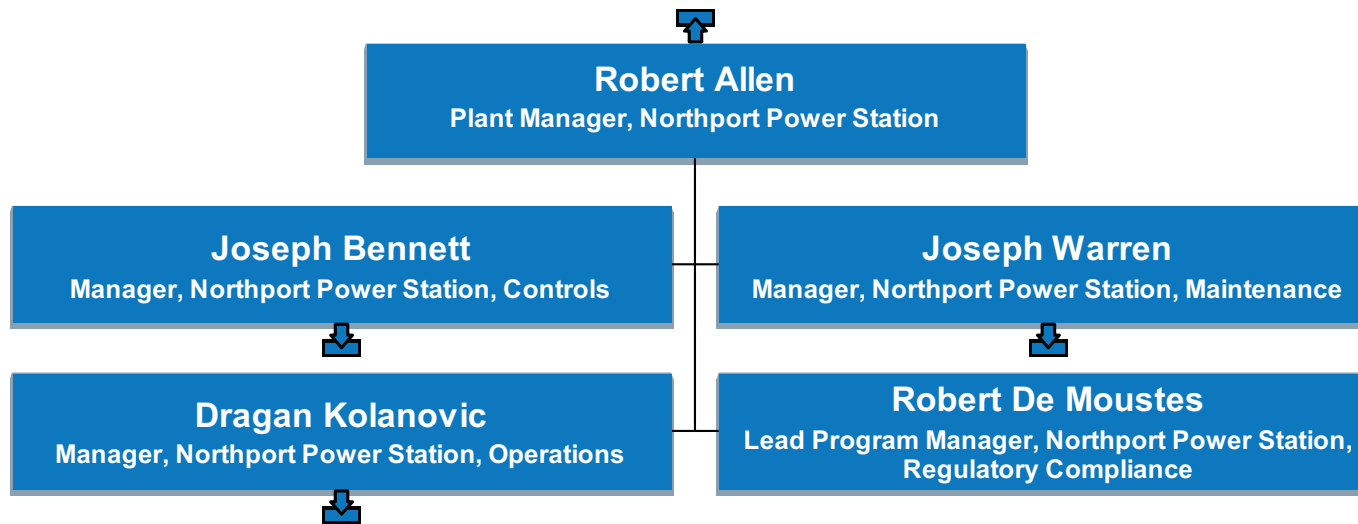 Robert Allen
Plant Manager, Northport Power Station
Joseph Bennett
Manager, Northport Power Station, Controls
Joseph Warren
Manager, Northport Power Station, Maintenance
Dragan Kolanovic
Manager, Northport Power Station, Operations
Robert De Moustes
Lead Program Manager, Northport Power Station,
Regulatory Compliance